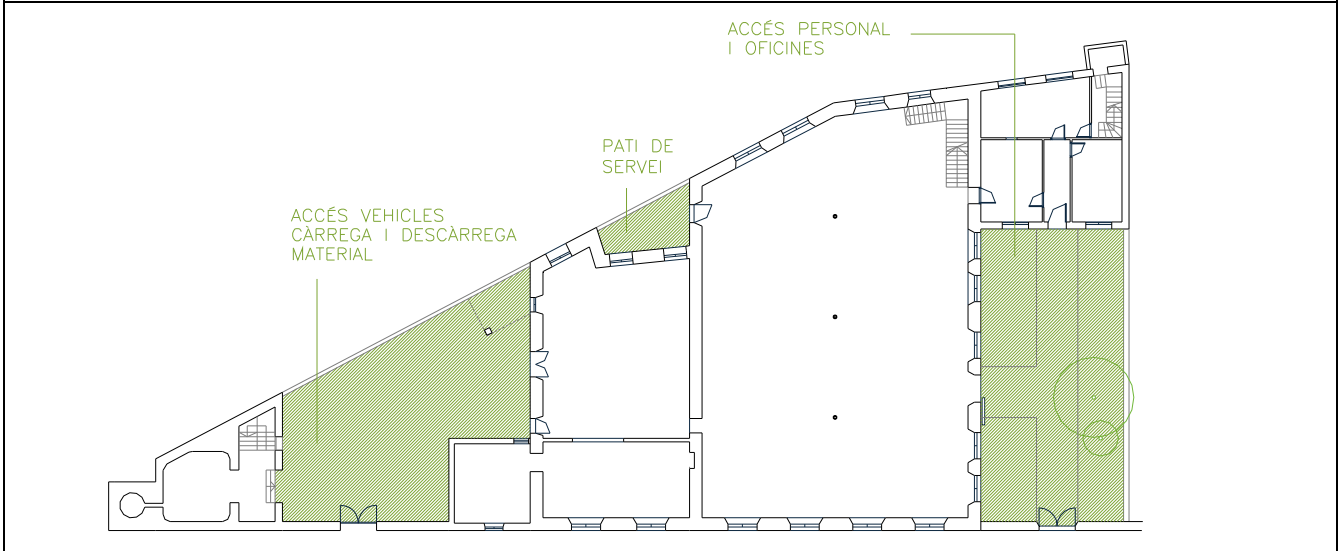 ACCÉS PERSONAL
I OFICINES
PATI DE
SERVEI
ACCÉS VEHICLES
CÀRREGA I DESCÀRREGA
MATERIAL